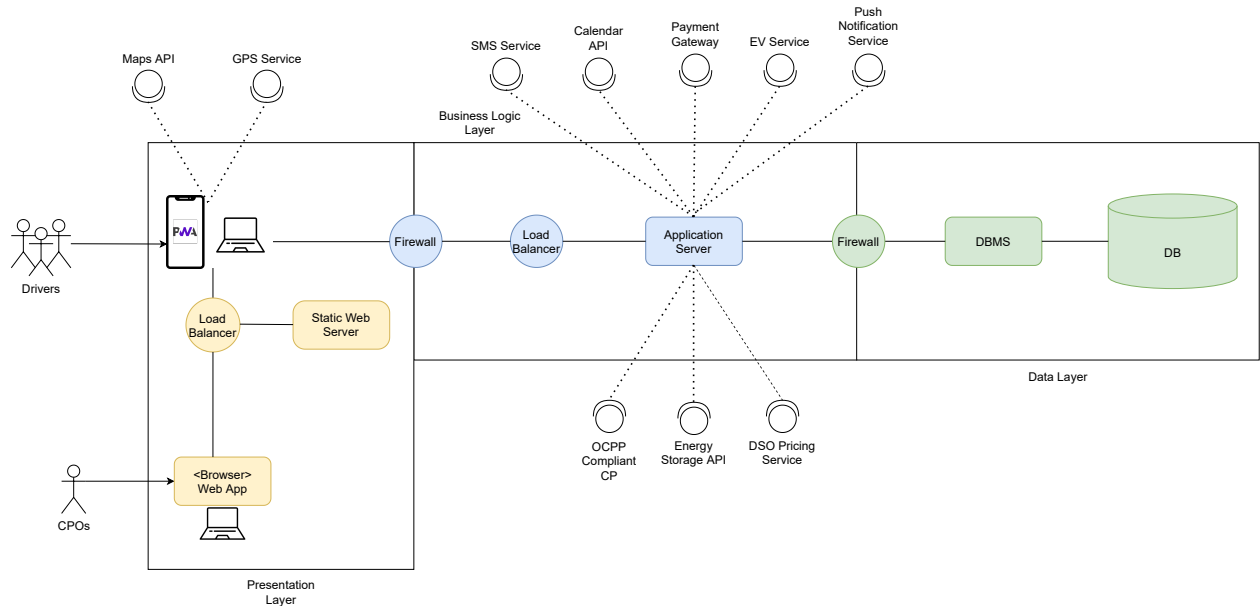 Push
Notification
Service
Calendar
API
Payment
Gateway
SMS Service
EV Service
Maps API
GPS Service
Business Logic
Layer
PWA
Drivers
Firewall
Load
Balancer
Application
Server
Firewall
DBMS
DB
Load
Balancer
Static Web
Server
Data Layer
OCPP
Compliant
CP
Energy
Storage API
DSO Pricing
Service
<Browser>
Web App
CPOs
Presentation
Layer